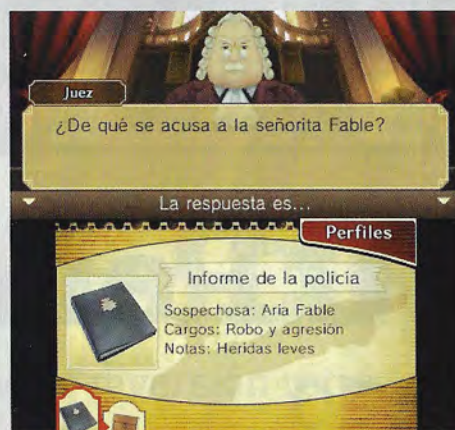 Juez
¿De qué se acusa a la señorita Fable?
La respuesta es...
Perfiles
Informe de la policía
Sospechosa: Aria Fable
Cargos: Robo y agresión
Notas: Heridas leves